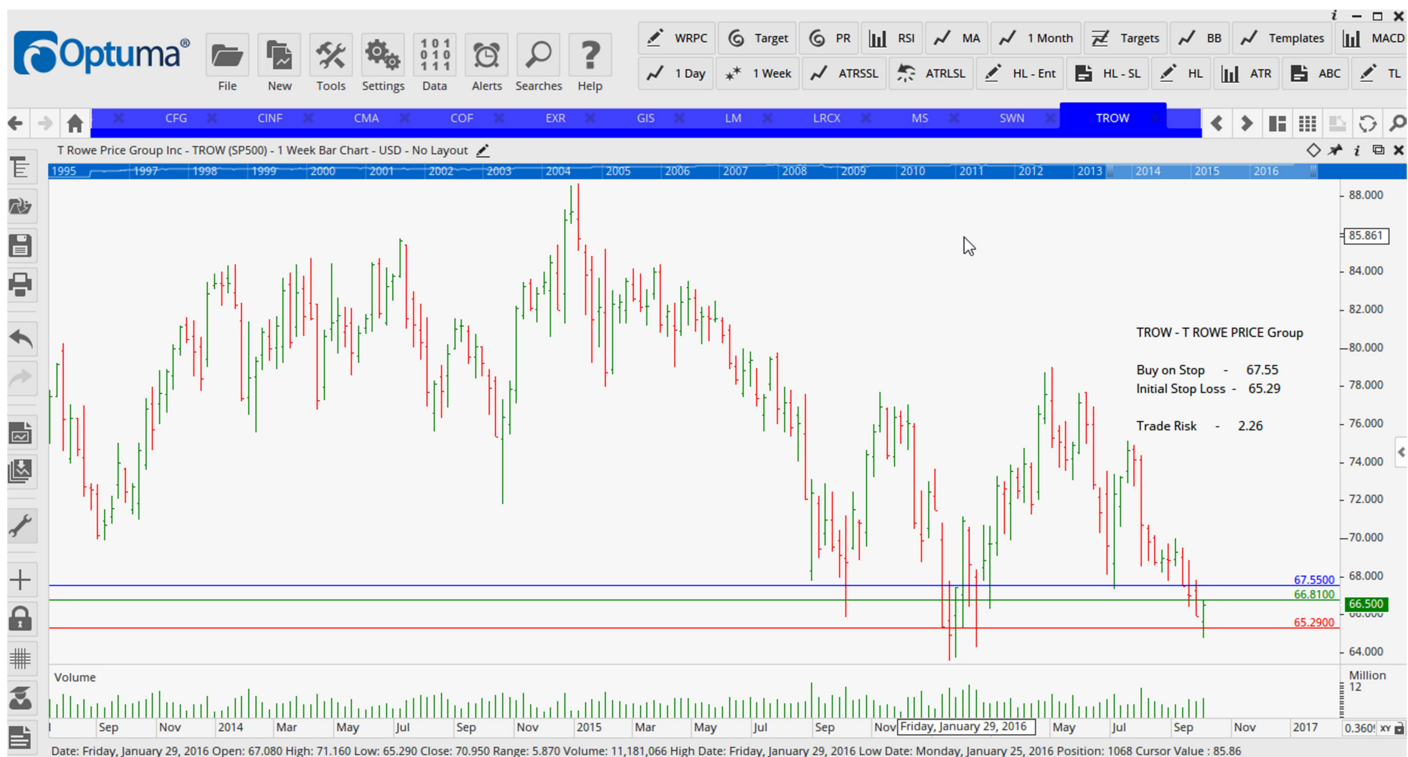 i
Optuma®
File
New
Tools
Settings
101
010
111
Data
Alerts
Searches
Help
WRPC
Target
PR
RSI
MA
1 Month
Targets
BB
Templates
MACD
1 Day
1 Week
ATRSSL
ATRLSL
HL - Ent
HL - SL
HL
ATR
ABC
TL
CFG
CINF
CMA
COF
EXR
GIS
LM
LRCX
MS
SWN
TROW
T Rowe Price Group Inc - TROW (SP500) - 1 Week Bar Chart - USD - No Layout
i
1995 1997 1998 1999 2000 2001 2002 2003 2004 2005 2006 2007 2008 2009 2010 2011 2012 2013 2014 2015 2016
88.000
85.861
84.000
82.000
80.000
78.000
76.000
74.000
72.000
70.000
68.000
66.500
66.000
64.000
TROW - T ROWE PRICE Group
Buy on Stop - 67.55
Initial Stop Loss - 65.29
Trade Risk - 2.26
67.5500
66.8100
65.2900
Volume
Million
12
Sep Nov 2014 Mar May Jul Sep Nov 2015 Mar May Jul Sep Nov Friday, January 29, 2016 May Jul Sep Nov 2017
XY
Date: Friday, January 29, 2016 Open: 67.080 High: 71.160 Low: 65.290 Close: 70.950 Range: 5.870 Volume: 11,181,066 High Date: Friday, January 29, 2016 Low Date: Monday, January 25, 2016 Position: 1068 Cursor Value : 85.86